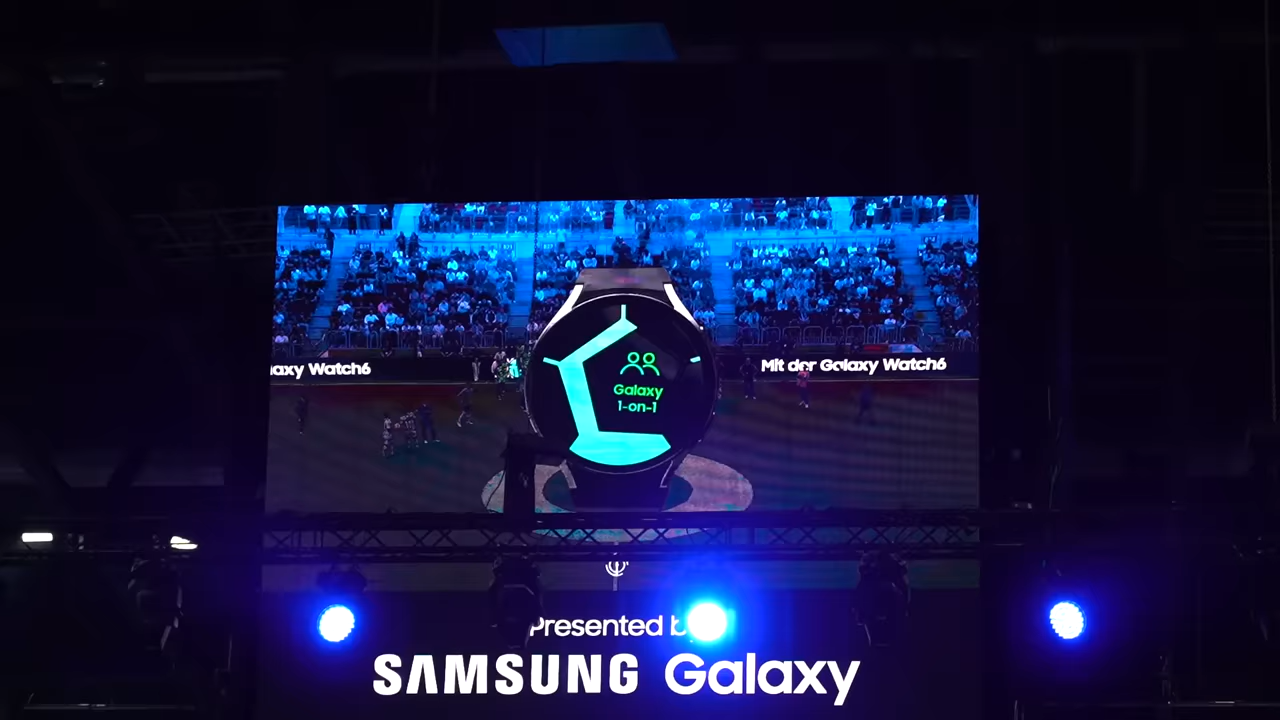 axy Watch6
Mit der Galaxy Watch6
Galaxy
1-on-1
Presented b
SAMSUNG Galaxy